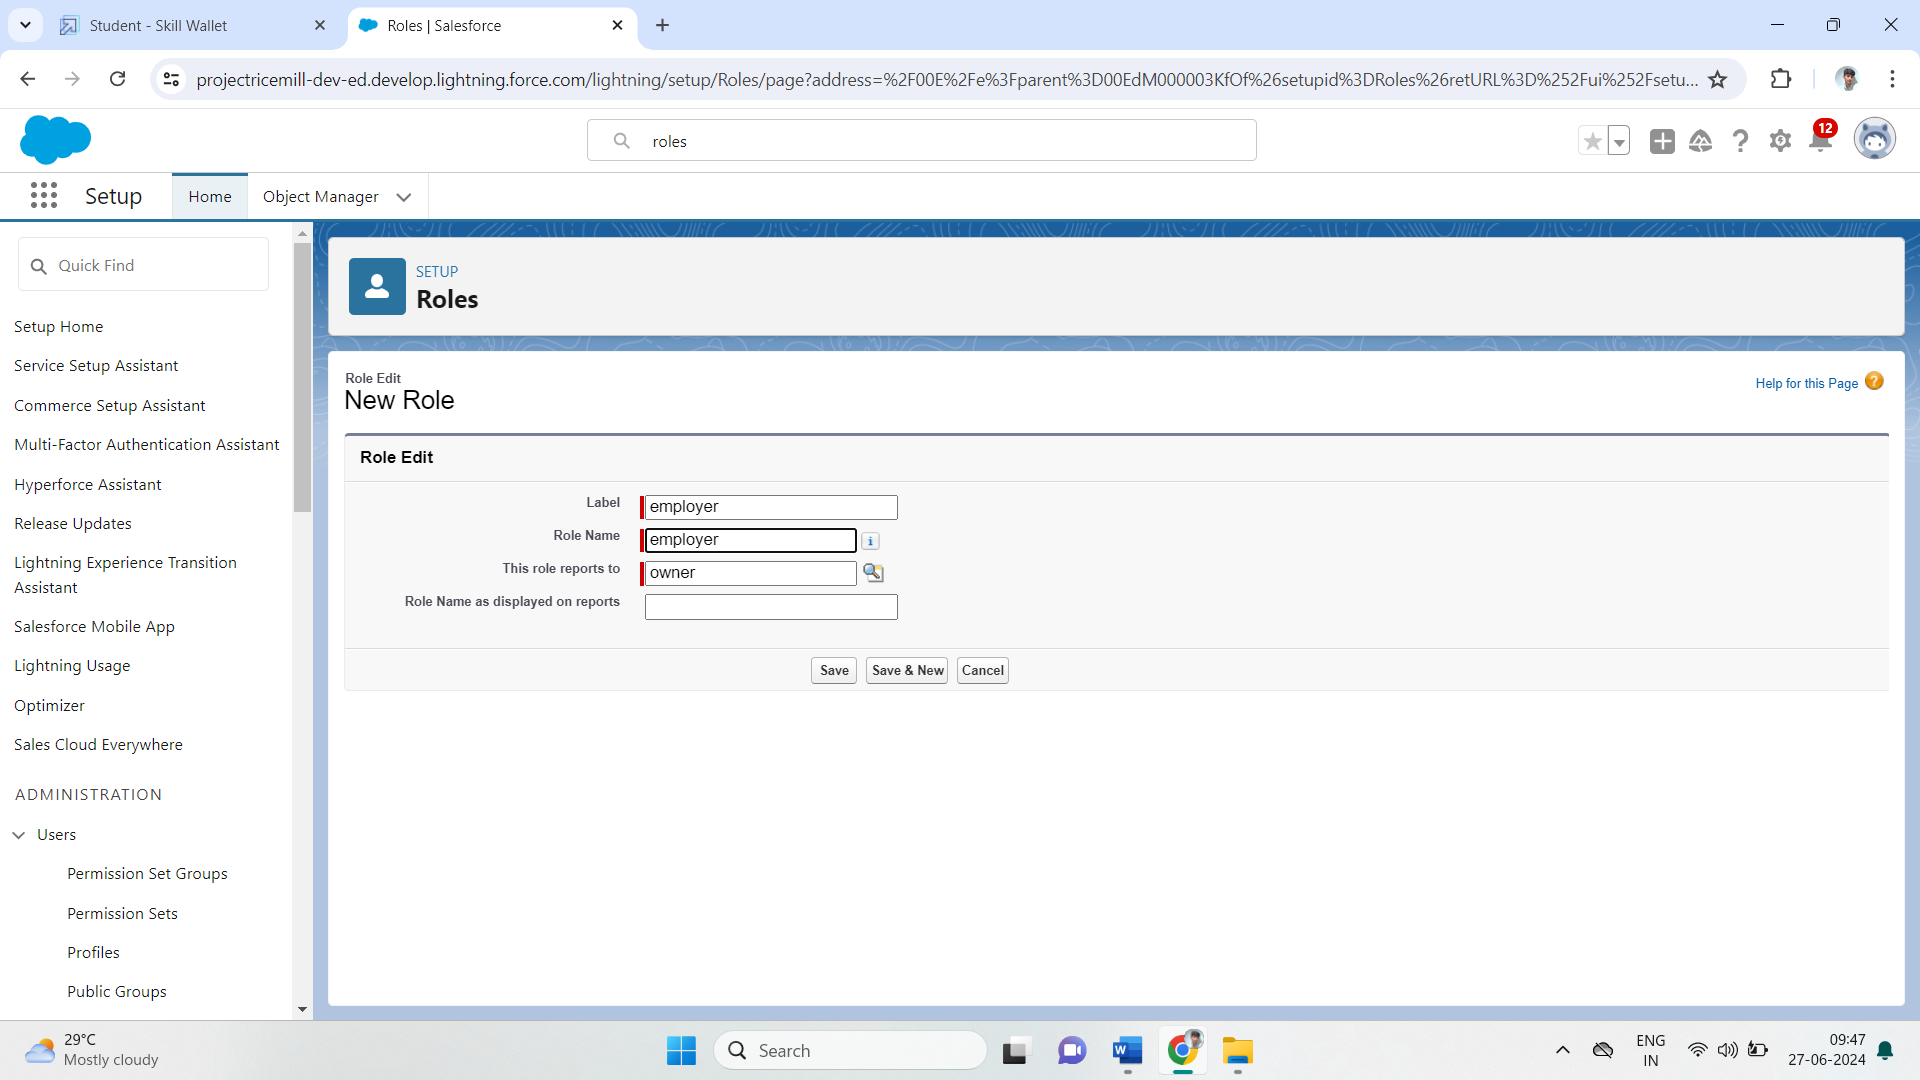 Student - Skill Wallet
Roles | Salesforce
projectricemill-dev-ed.develop.lightning.force.com/lightning/setup/Roles/page?address=%2F00E%2Fe%3Fparent%3D00EdM000003KfOf%26setupid%3DRoles%26retURL%3D%252Fui%252Fsetu...
roles
12
Setup
Home
Object Manager
Quick Find
Setup Home
Service Setup Assistant
Commerce Setup Assistant
Multi-Factor Authentication Assistant
Hyperforce Assistant
Release Updates
Lightning Experience Transition
Assistant
Salesforce Mobile App
Lightning Usage
Optimizer
Sales Cloud Everywhere
ADMINISTRATION
Users
Permission Set Groups
Permission Sets
Profiles
Public Groups
SETUP
Roles
Role Edit
New Role
Help for this Page
Role Edit
Label employer
Role Name employer
This role reports to owner
Role Name as displayed on reports
Save Save & New Cancel
29°C
Mostly cloudy
Search
ENG
IN
09:47
27-06-2024